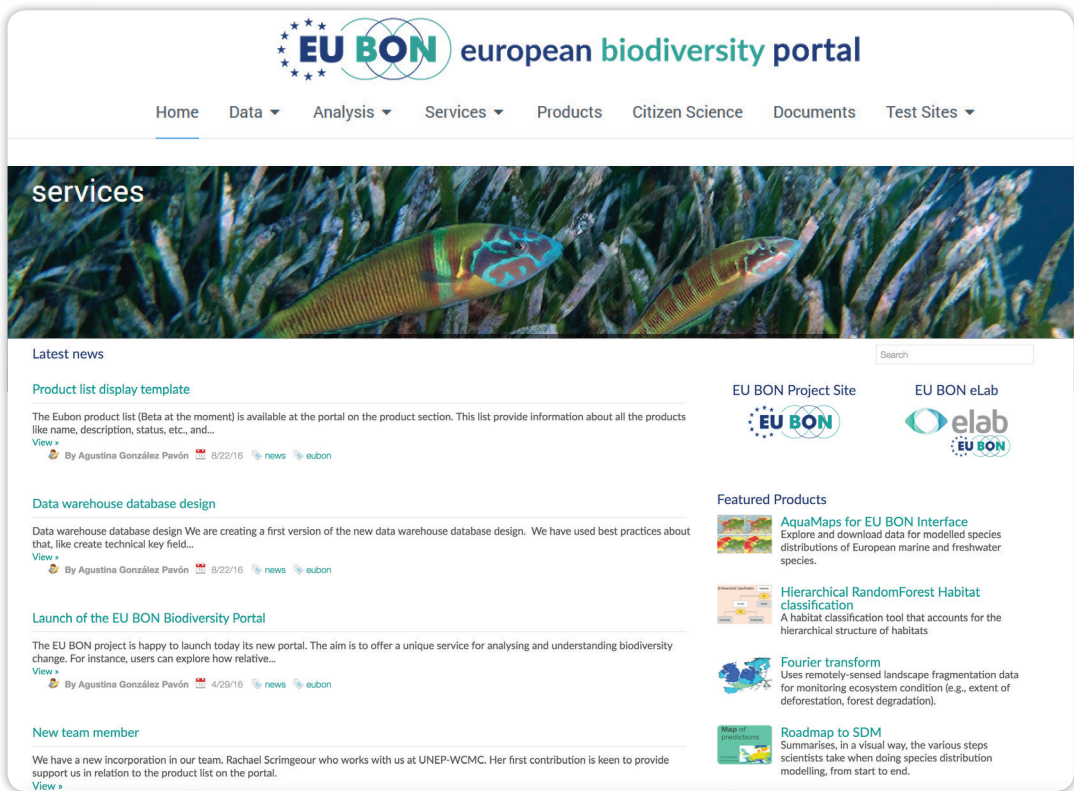 EU BON european biodiversity portal
Home Data Analysis Services Products Citizen Science Documents Test Sites
services
Latest news
Search
Product list display template
The Eubon product list (Beta at the moment) is available at the portal on the product section. This list provide information about all the products
like name, description, status, etc., and...
View »
By Agustina González Pavón 8/22/16 news eubon
Data warehouse database design
Data warehouse database design We are creating a first version of the new data warehouse database design. We have used best practices about
that, like create technical key field...
View »
By Agustina González Pavón 8/22/16 news eubon
Launch of the EU BON Biodiversity Portal
The EU BON project is happy to launch today its new portal. The aim is to offer a unique service for analysing and understanding biodiversity
change. For instance, users can explore how relative...
View »
By Agustina González Pavón 4/29/16 news eubon
New team member
We have a new incorporation in our team. Rachael Scrimgeour who works with us at UNEP-WCMC. Her first contribution is keen to provide
support us in relation to the product list on the portal.
View »
EU BON Project Site
EU BON
EU BON eLab
elab
EU BON
Featured Products
AquaMaps for EU BON Interface
Explore and download data for modelled species
distributions of European marine and freshwater
species.
Hierarchical RandomForest Habitat
classification
A habitat classification tool that accounts for the
hierarchical structure of habitats
Fourier transform
Uses remotely-sensed landscape fragmentation data
for monitoring ecosystem condition (e.g., extent of
deforestation, forest degradation).
Map of
predictions
Roadmap to SDM
Summarises, in a visual way, the various steps
scientists take when doing species distribution
modelling, from start to end.